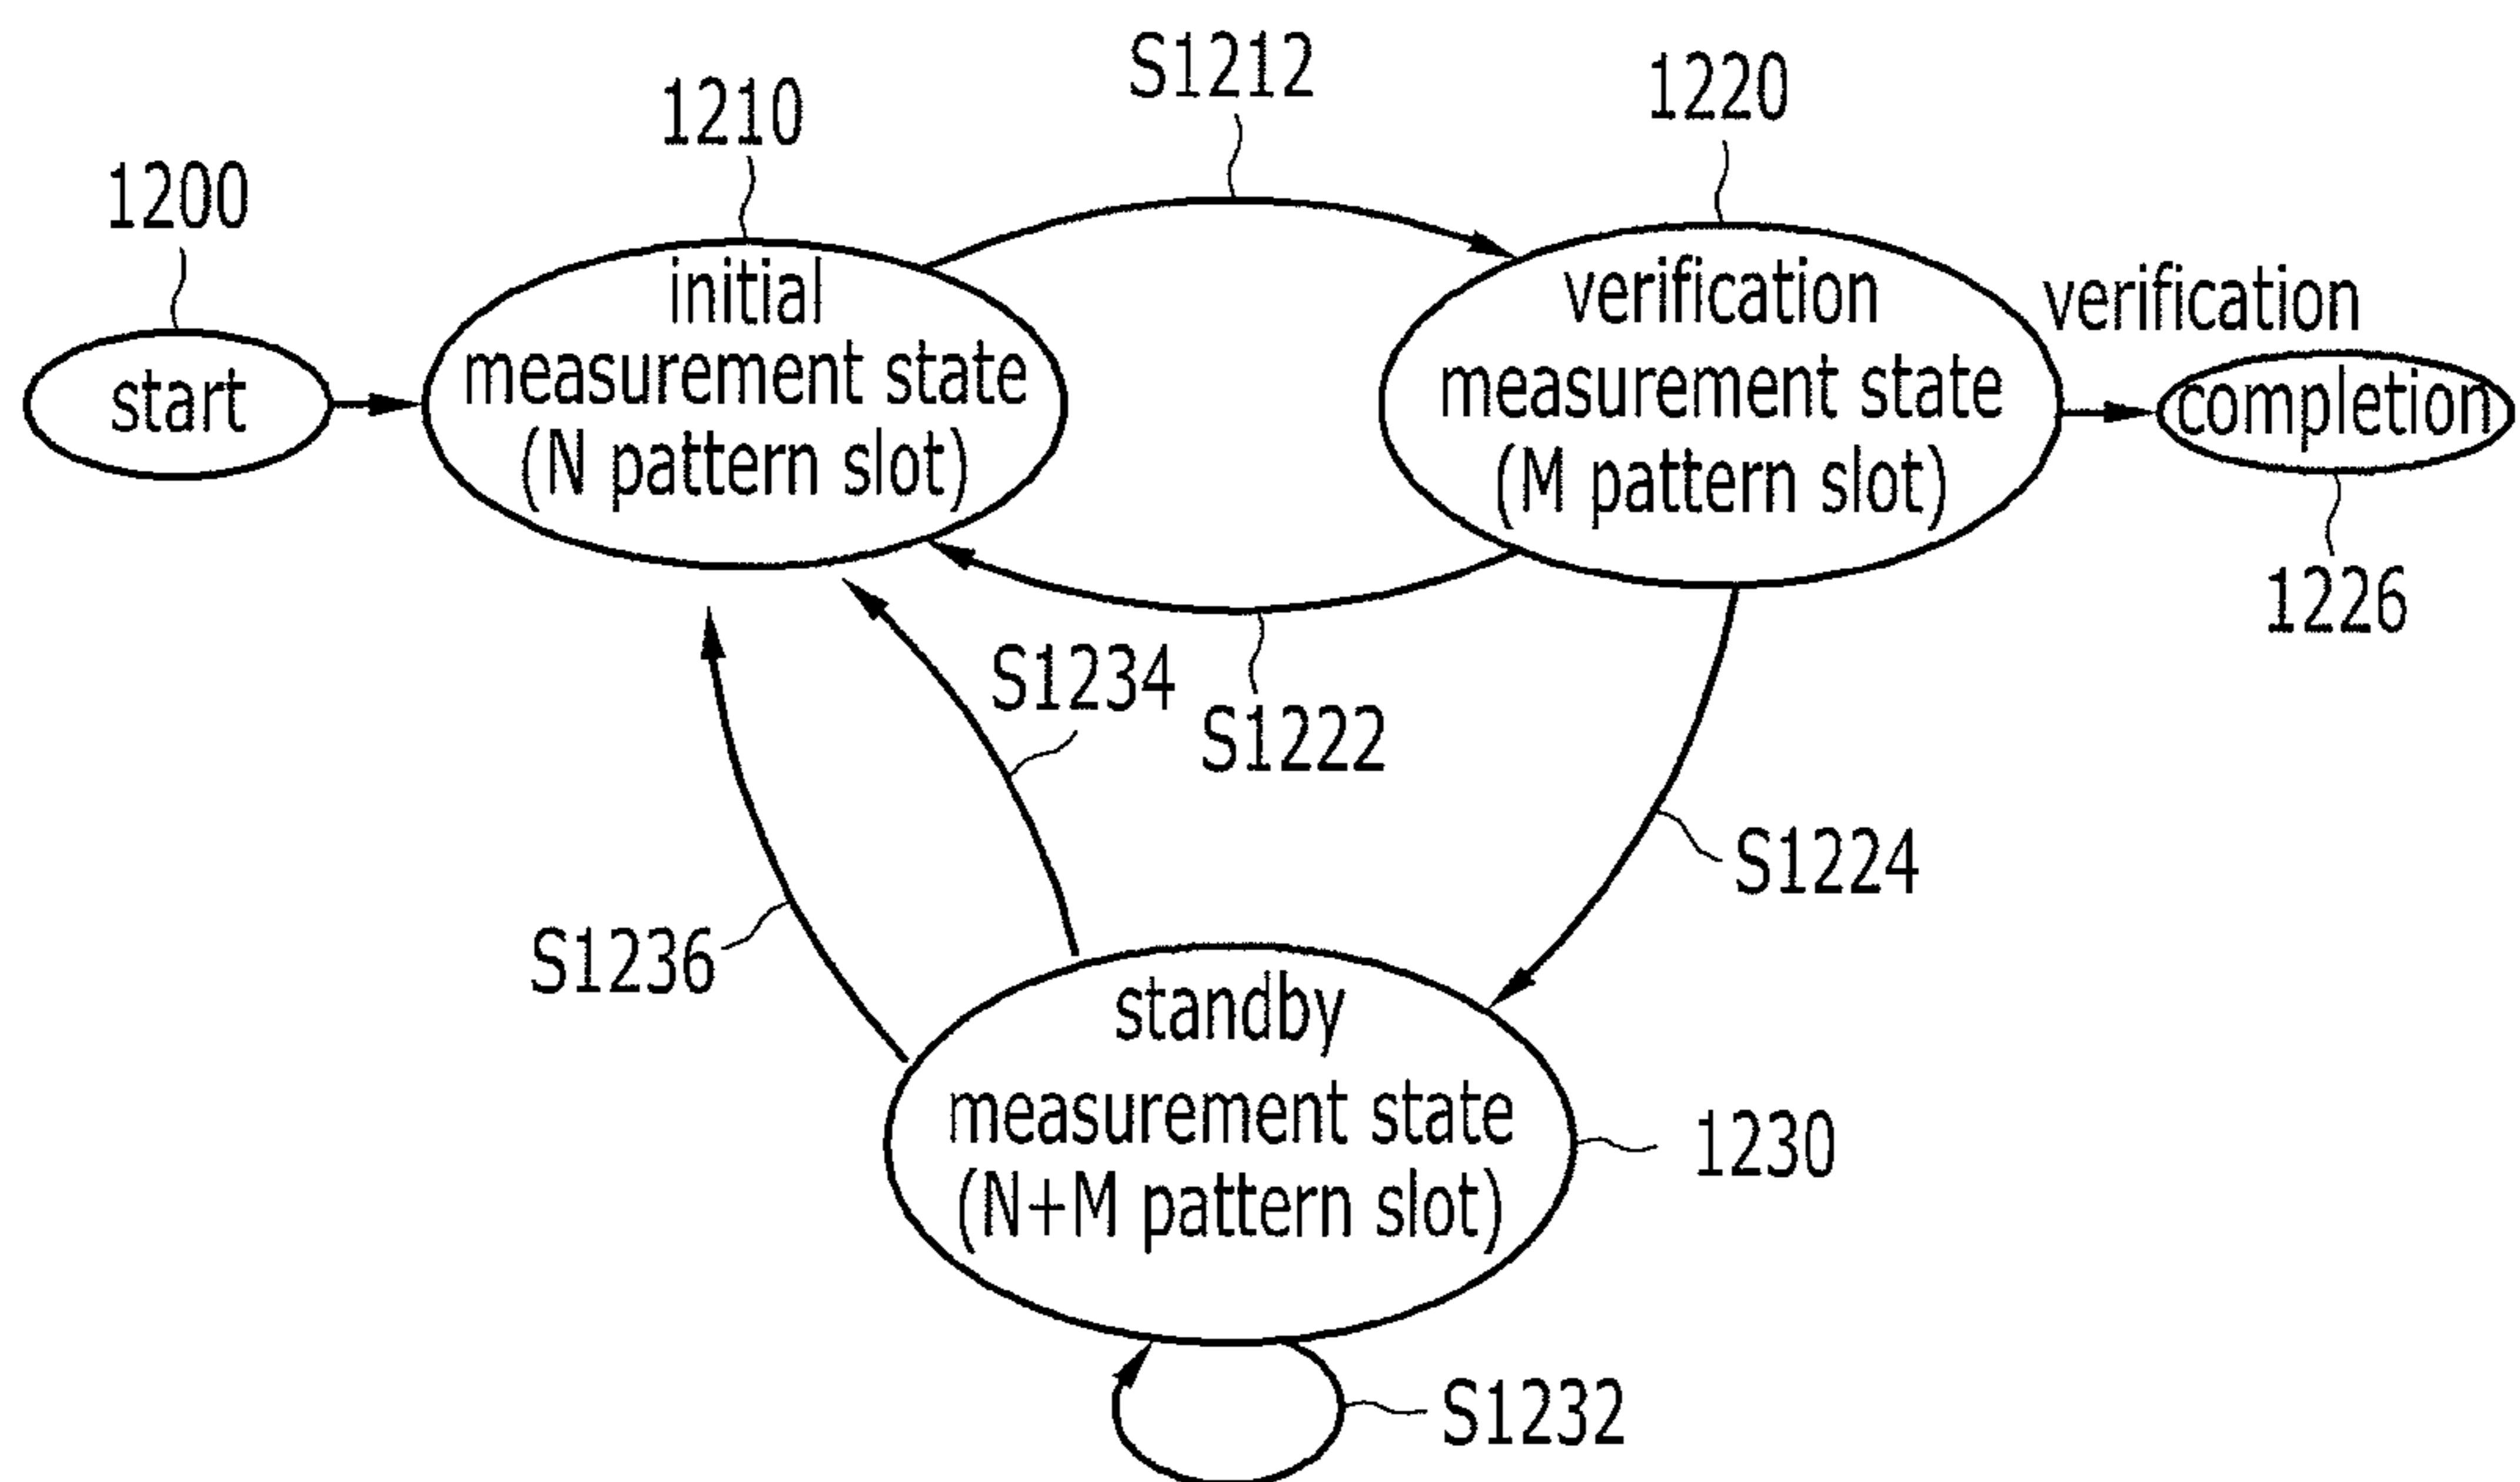 S1212
1220
1210
1200
initial
measurement state
(N pattern slot)
verification
measurement state
(M pattern slot)
verification
completion
start
1226
S1234
S1222
S1224
S1236
standby
measurement state
(N+M pattern slot)
1230
S1232